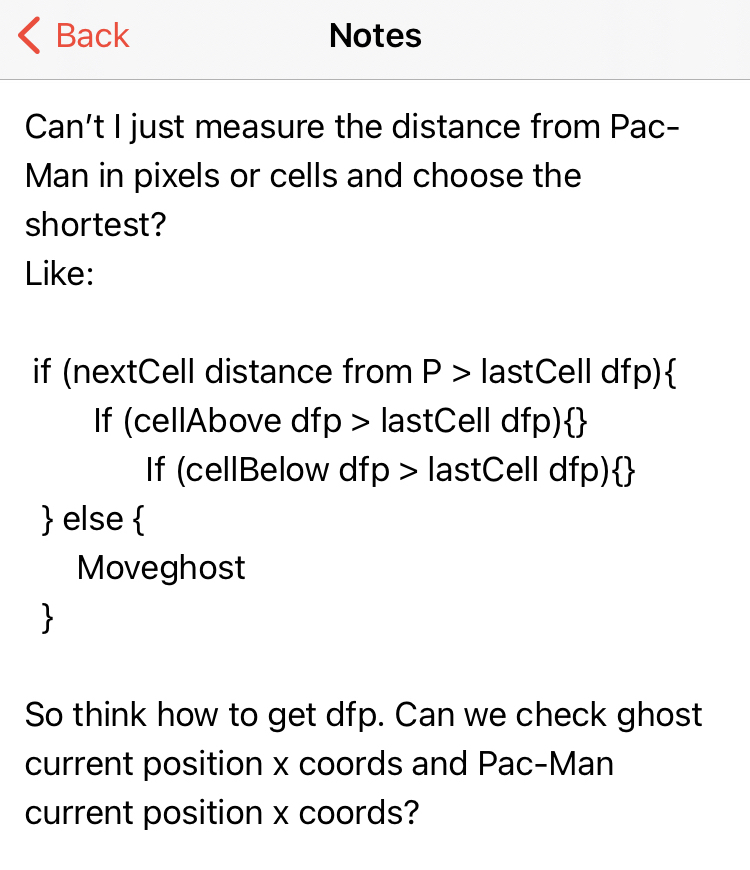 Back
Notes
Can’t I just measure the distance from Pac-
Man in pixels or cells and choose the
shortest?
Like:
if (nextCell distance from P > lastCell dfp){
If (cellAbove dfp > lastCell dfp){}
If (cellBelow dfp > lastCell dfp){}
} else {
Moveghost
}
So think how to get dfp. Can we check ghost
current position x coords and Pac-Man
current position x coords?